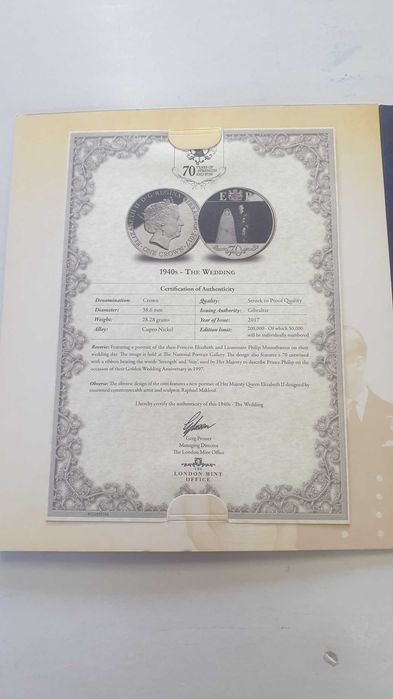 70 YEARS OF
STRENGTH
AND STAY
ELIZABETH II · D · G · REGINA
ONE CROWN
E P
70
1940s - The Wedding
Certification of Authenticity
Denomination: Crown Quality: Struck to Proof Quality
Diameter: 38.6 mm Issuing Authority: Gibraltar
Weight: 28.28 grams Year of Issue: 2017
Alloy: Cupro Nickel Edition limit: 200,000 - Of which 50,000
will be individually numbered
Reverse: Featuring a portrait of the then-Princess Elizabeth and Lieutenant Philip Mountbatten on their
wedding day. The image is held at The National Portrait Gallery. The design also features a 70 entwined
with a ribbon bearing the words 'Strength' and 'Stay', used by Her Majesty to describe Prince Philip on the
occasion of their Golden Wedding Anniversary in 1997.
Obverse: The obverse design of the coin features a new portrait of Her Majesty Queen Elizabeth II designed by
renowned commonwealth artist and sculptor, Raphael Maklouf.
I hereby certify the authenticity of this 1940s - The Wedding
Greg Prosser
Managing Director
The London Mint Office
THE
LONDON MINT
OFFICE